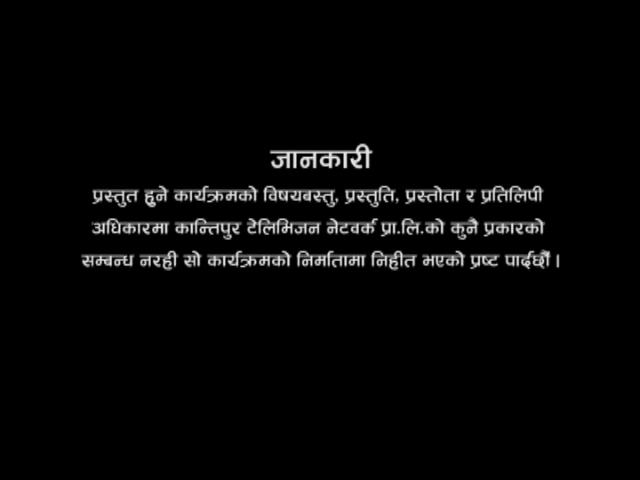 जानकारी
प्रस्तुत हुने कार्यक्रमको विषयबस्तु, प्रस्तुति, प्रस्तोता र प्रतिलिपी
अधिकारमा कान्तिपुर टेलिभिजन नेटवर्क प्रा.लि.को कुनै प्रकारको
सम्बन्ध नरही सो कार्यक्रमको निर्मातामा निहीत भएको प्रष्ट पार्दछौं ।